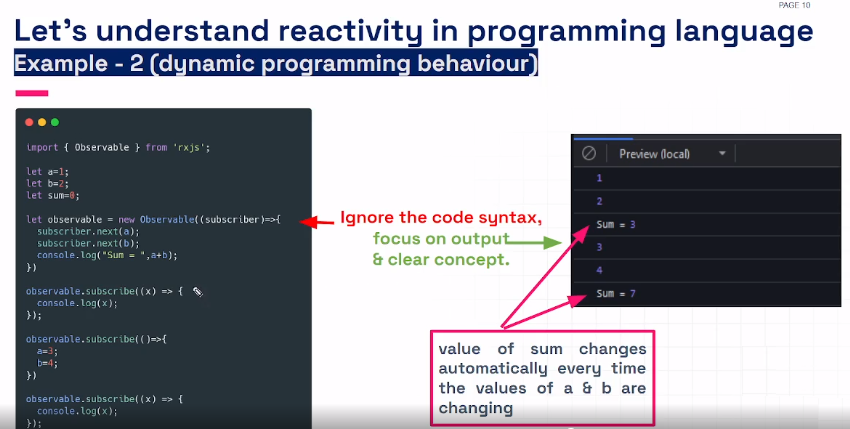 PAGE 10
Let's understand reactivity in programming language
Example - 2 (dynamic programming behaviour)
import { Observable } from 'rxjs';
let a=1;
let b=2;
let sum=0;
let observable = new Observable((subscriber)=>{
subscriber.next(a);
subscriber.next(b);
console.log("Sum = ",a+b);
})
observable.subscribe((x) => {
console.log(x);
});
observable.subscribe(()=>{
a=3;
b=4;
})
observable.subscribe((x) => {
console.log(x);
});
Ignore the code syntax,
focus on output
& clear concept.
Preview (local)
1
2
Sum = 3
3
4
Sum = 7
value of sum changes
automatically every time
the values of a & b are
changing